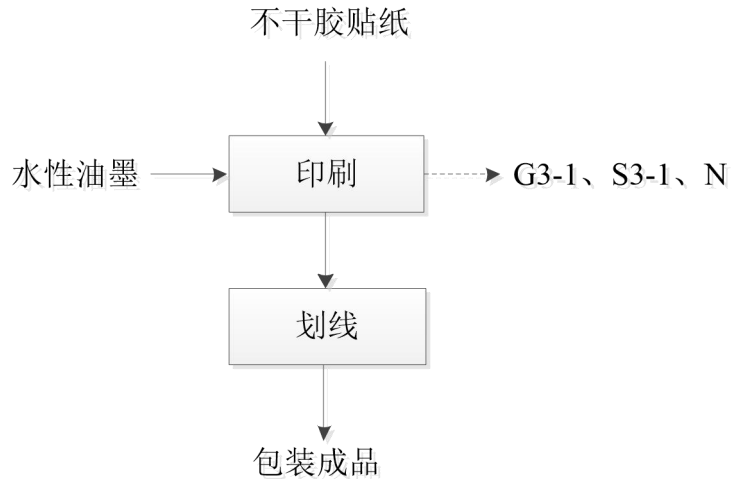 不干胶贴纸
水性油墨
印刷
G3-1、S3-1、N
划线
包装成品